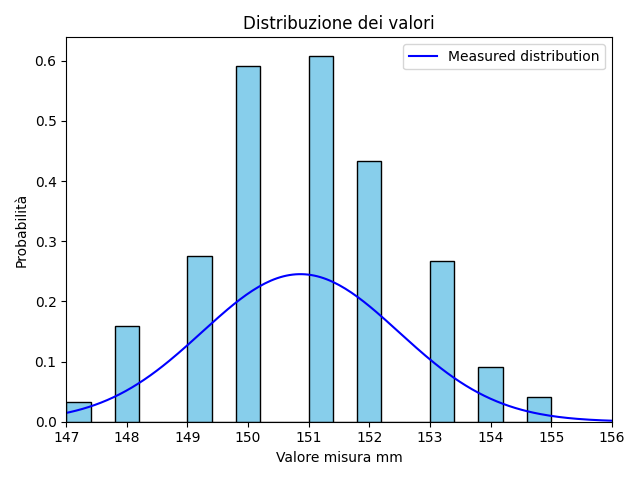 Distribuzione dei valori
Measured distribution
Probabilità
0.6
0.5
0.4
0.3
0.2
0.1
0.0
147 148 149 150 151 152 153 154 155 156
Valore misura mm